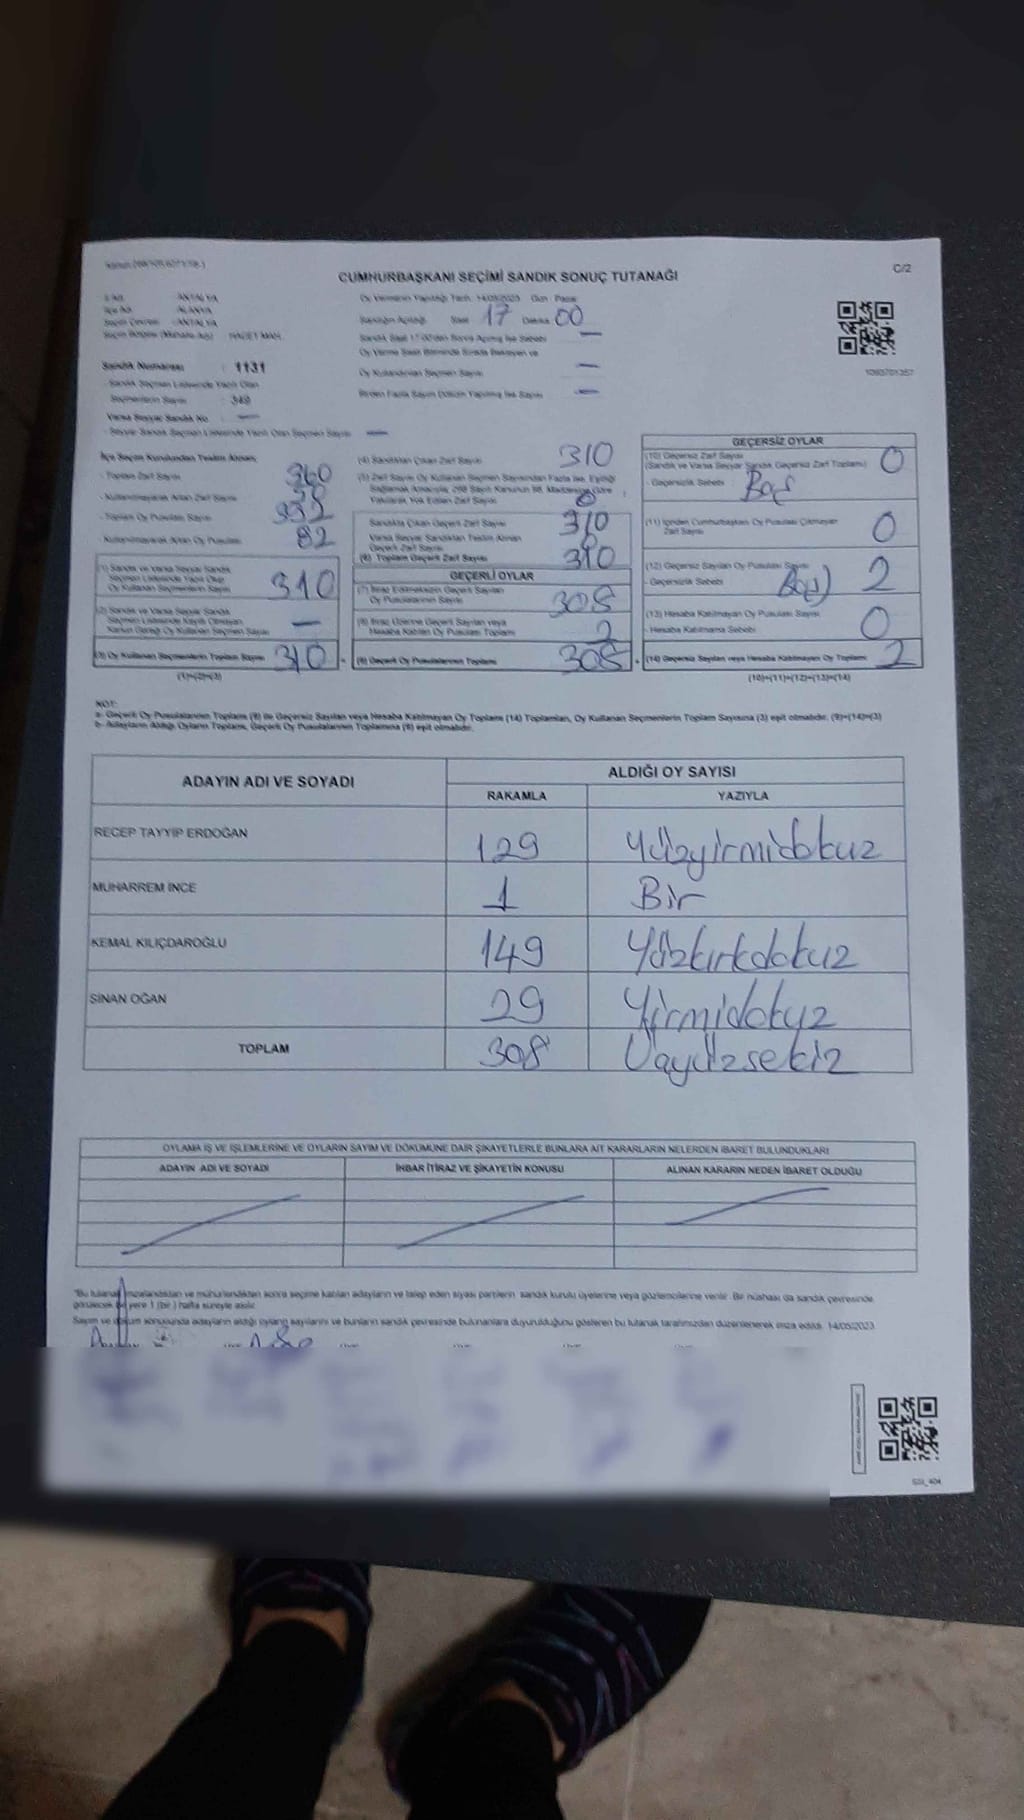 CUMHURBAŞKANI SEÇİMİ SANDIK SONUÇ TUTANAĞI
C/2
İli Adı : ANTALYA
İlçe Adı : ALANYA
Seçim Çevresi : ANTALYA
Sandık Numarası : 1131
- Sandık Seçmen Listesinde Yazılı Olan
Seçmenlerin Sayısı : 349
Varsa Seyyar Sandık No —
- Seyyar Sandık Seçmen Listesinde Yazılı Olan Seçmen Sayısı —
Oy Vermenin Yapıldığı Tarih 14/05/2023 Gün Pazar
Sandığın Açıldığı Saat 17 Dakika 00
Sandık Saat 17:00'den Sonra Açılmış İse Sebebi —
Oy Verme Saati Bitiminde Sırada Bekleyen ve
Oy Kullandırılan Seçmen Sayısı —
Birden Fazla Sayım Döküm Yapılmış İse Sayısı —
1093701357
İlçe Seçim Kurulundan Teslim Alınan;
- Toplam Zarf Sayısı 360
- Kullanılmayarak Artan Zarf Sayısı
- Toplam Oy Pusulası Sayısı
- Kullanılmayarak Artan Oy Pusulası 82
(1) Sandık ve Varsa Seyyar Sandık
Seçmen Listesinde Yazılı Olup
Oy Kullanan Seçmenlerin Sayısı 310
(2) Sandık ve Varsa Seyyar Sandık
Seçmen Listesinde Kayıtlı Olmayan
Kanun Gereği Oy Kullanan Seçmen Sayısı —
(3) Oy Kullanan Seçmenlerin Toplam Sayısı 310
(1)+(2)=(3)
(4) Sandıktan Çıkan Zarf Sayısı 310
(5) Zarf Sayısı Oy Kullanan Seçmen Sayısından Fazla İse, Eşitliği
Sağlamak Amacıyla, 298 Sayılı Kanunun 98. Maddesine Göre
Yakılarak Yok Edilen Zarf Sayısı 0
Sandıkta Çıkan Geçerli Zarf Sayısı 310
Varsa Seyyar Sandıktan Teslim Alınan
Geçerli Zarf Sayısı
(6) Toplam Geçerli Zarf Sayısı 310
GEÇERLİ OYLAR
(7) İtiraz Edilmeksizin Geçerli Sayılan
Oy Pusulalarının Sayısı 308
(8) İtiraz Üzerine Geçerli Sayılan veya
Hesaba Katılan Oy Pusulası Toplamı 2
(9) Geçerli Oy Pusulalarının Toplamı 308
GEÇERSİZ OYLAR
(10) Geçersiz Zarf Sayısı
(Sandık ve Varsa Seyyar Sandık Geçersiz Zarf Toplamı) 0
- Geçersizlik Sebebi : Boş
(11) İçinden Cumhurbaşkanı Oy Pusulası Çıkmayan
Zarf Sayısı 0
(12) Geçersiz Sayılan Oy Pusulası Sayısı 2
- Geçersizlik Sebebi
(13) Hesaba Katılmayan Oy Pusulası Sayısı 0
- Hesaba Katılmama Sebebi
(14) Geçersiz Sayılan veya Hesaba Katılmayan Oy Toplamı 2
(10)+(11)+(12)+(13)=(14)
NOT:
a- Geçerli Oy Pusulalarının Toplamı (9) ile Geçersiz Sayılan veya Hesaba Katılmayan Oy Toplamı (14) Toplamları, Oy Kullanan Seçmenlerin Toplam Sayısına (3) eşit olmalıdır. (9)+(14)=(3)
b- Adayların Aldığı Oyların Toplamı, Geçerli Oy Pusulalarının Toplamına (9) eşit olmalıdır.
ADAYIN ADI VE SOYADI
ALDIĞI OY SAYISI
RAKAMLA YAZIYLA
RECEP TAYYİP ERDOĞAN 129 Yüzyirmidokuz
MUHARREM İNCE 1 Bir
KEMAL KILIÇDAROĞLU 149 Yüzkırkdokuz
SİNAN OĞAN 29 Yirmidokuz
TOPLAM 308 Üçyüzsekiz
OYLAMA İŞ VE İŞLEMLERİNE VE OYLARIN SAYIM VE DÖKÜMÜNE DAİR ŞİKAYETLERLE BUNLARA AİT KARARLARIN NELERDEN İBARET BULUNDUKLARI
ADAYIN ADI VE SOYADI İHBAR İTİRAZ VE ŞİKAYETİN KONUSU ALINAN KARARIN NEDEN İBARET OLDUĞU
*Bu tutanak imzalandıktan ve mühürlendikten sonra seçime katılan adayların ve talep eden siyasi partilerin sandık kurulu üyelerine veya gözlemcilerine verilir. Bir nüshası da sandık çevresinde
görülecek bir yere 1 (bir) hafta süreyle asılır.
Sayım ve döküm sonucunda adayların aldığı oyların sayılarını ve bunların sandık çevresinde bulunanlara duyurulduğunu gösteren bu tutanak tarafımızdan düzenlenerek imza edildi. 14/05/2023